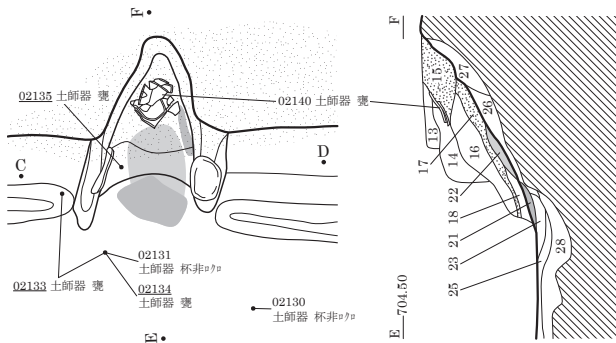 F
02135 土師器 甕
02140 土師器 甕
C
D
02131
土師器 杯非ロクロ
02133 土師器 甕
02134
土師器 甕
02130
土師器 杯非ロクロ
E
F
15
27
26
13
14
16
17
22
18
21
23
25
28
E
704.50